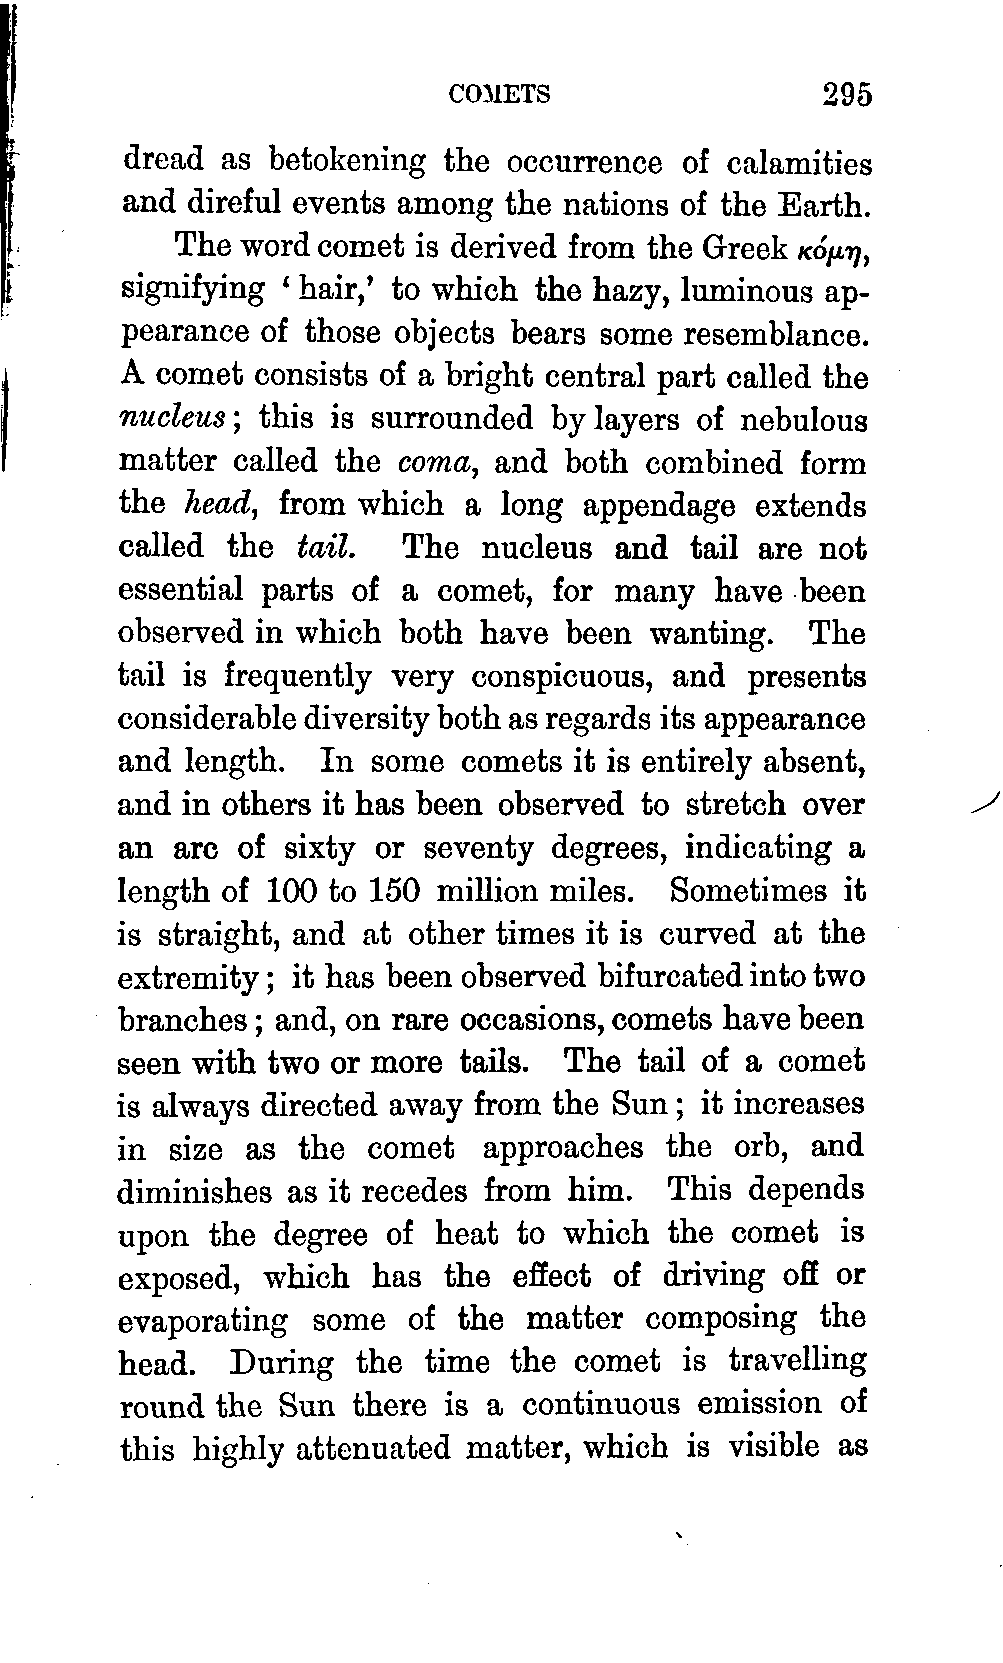 COMETS 295
dread as betokening the occurrence of calamities
and direful events among the nations of the Earth.
The word comet is derived from the Greek κόμη,
signifying ‘ hair,’ to which the hazy, luminous ap-
pearance of those objects bears some resemblance.
A comet consists of a bright central part called the
nucleus ; this is surrounded by layers of nebulous
matter called the coma, and both combined form
the head, from which a long appendage extends
called the tail. The nucleus and tail are not
essential parts of a comet, for many have been
observed in which both have been wanting. The
tail is frequently very conspicuous, and presents
considerable diversity both as regards its appearance
and length. In some comets it is entirely absent,
and in others it has been observed to stretch over
an arc of sixty or seventy degrees, indicating a
length of 100 to 150 million miles. Sometimes it
is straight, and at other times it is curved at the
extremity ; it has been observed bifurcated into two
branches ; and, on rare occasions, comets have been
seen with two or more tails. The tail of a comet
is always directed away from the Sun ; it increases
in size as the comet approaches the orb, and
diminishes as it recedes from him. This depends
upon the degree of heat to which the comet is
exposed, which has the effect of driving off or
evaporating some of the matter composing the
head. During the time the comet is travelling
round the Sun there is a continuous emission of
this highly attenuated matter, which is visible as